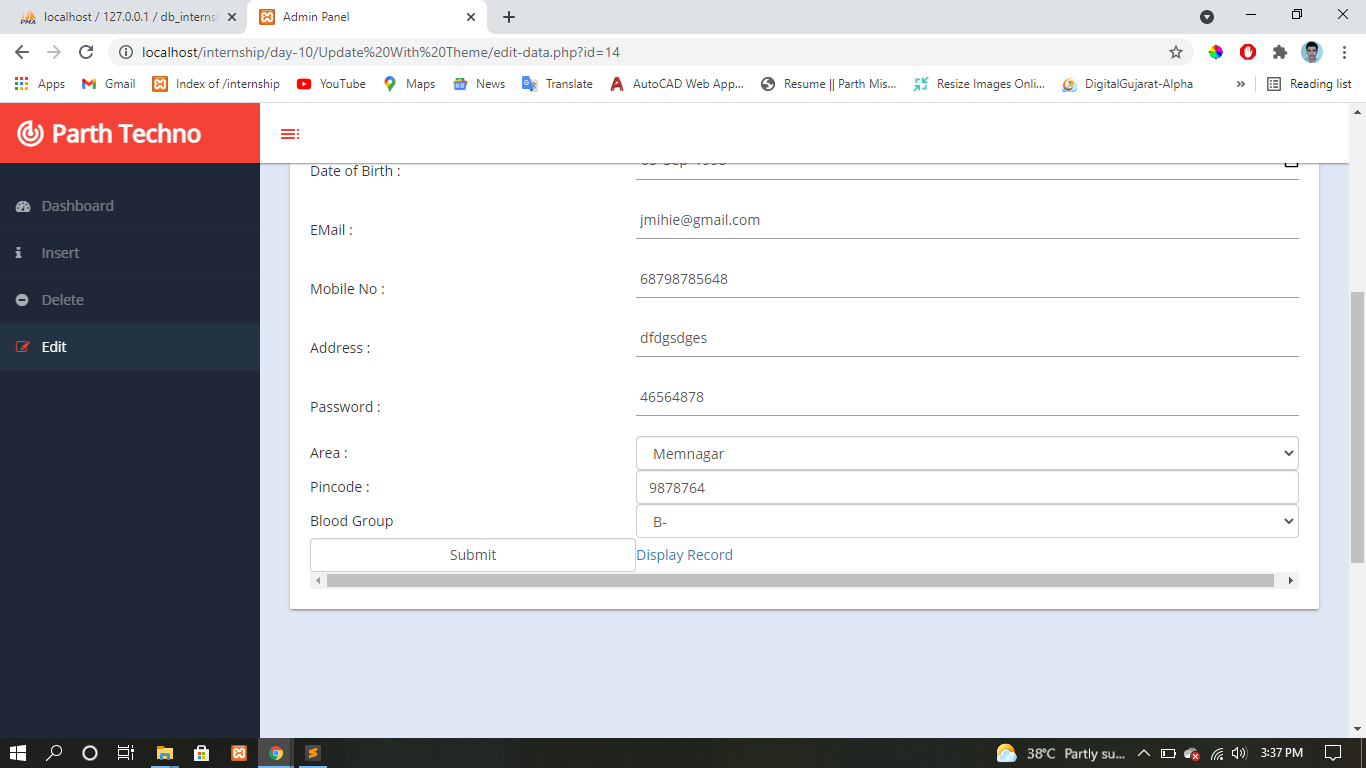 localhost / 127.0.0.1 / db_interns
Admin Panel
localhost/internship/day-10/Update%20With%20Theme/edit-data.php?id=14
Apps
Gmail
Index of /internship
YouTube
Maps
News
Translate
AutoCAD Web App...
Resume || Parth Mis...
Resize Images Onli...
DigitalGujarat-Alpha
»
Reading list
Parth Techno
Dashboard
Insert
Delete
Edit
Date of Birth :
EMail :
jmihie@gmail.com
Mobile No :
68798785648
Address :
dfdgsdges
Password :
46564878
Area :
Memnagar
Pincode :
9878764
Blood Group
B-
Submit
Display Record
38°C Partly su...
3:37 PM